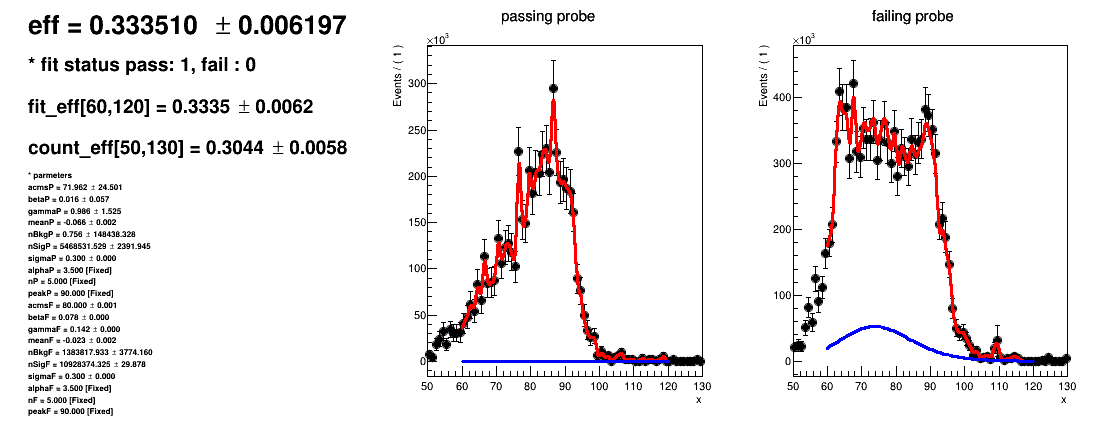 eff = 0.333510 ± 0.006197
* fit status pass: 1, fail : 0
fit_eff[60,120] = 0.3335 ± 0.0062
count_eff[50,130] = 0.3044 ± 0.0058
* parmeters
acmsP = 71.962 ± 24.501
betaP = 0.016 ± 0.057
gammaP = 0.986 ± 1.525
meanP = -0.066 ± 0.002
nBkgP = 0.756 ± 148438.328
nSigP = 5468531.529 ± 2391.945
sigmaP = 0.300 ± 0.000
alphaP = 3.500 [Fixed]
nP = 5.000 [Fixed]
peakP = 90.000 [Fixed]
acmsF = 80.000 ± 0.001
betaF = 0.078 ± 0.000
gammaF = 0.142 ± 0.000
meanF = -0.023 ± 0.002
nBkgF = 1383817.933 ± 3774.160
nSigF = 10928374.325 ± 29.878
sigmaF = 0.300 ± 0.000
alphaF = 3.500 [Fixed]
nF = 5.000 [Fixed]
peakF = 90.000 [Fixed]
passing probe
×10³
Events / ( 1 )
300
250
200
150
100
50
0
50 60 70 80 90 100 110 120 130
x
failing probe
×10³
Events / ( 1 )
400
300
200
100
0
50 60 70 80 90 100 110 120 130
x